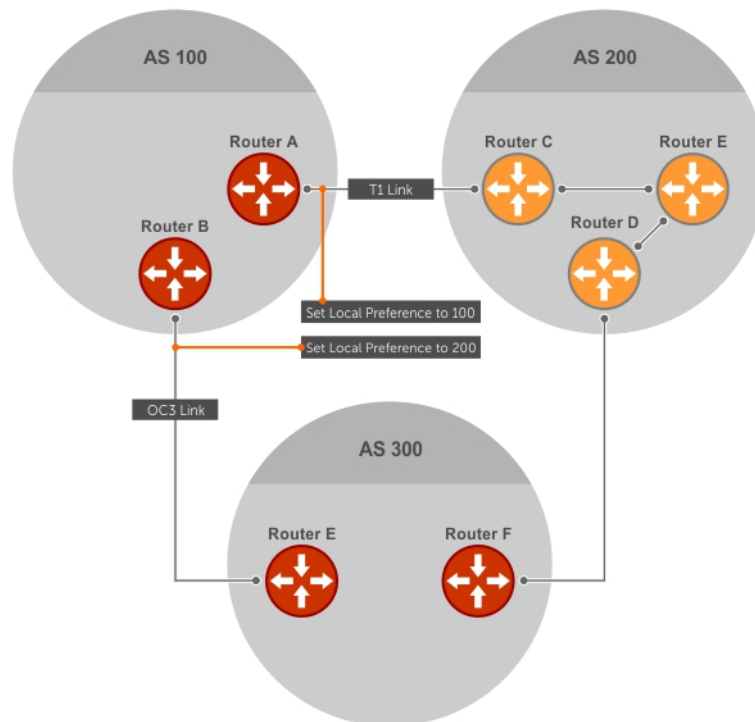 AS 100
AS 200
Router A
Router C
Router E
T1 Link
Router B
Router D
Set Local Preference to 100
Set Local Preference to 200
OC3 Link
AS 300
Router E
Router F